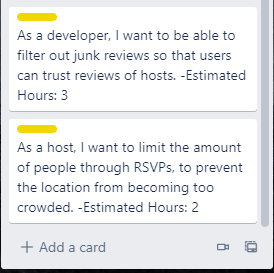 As a developer, I want to be able to
filter out junk reviews so that users
can trust reviews of hosts. -Estimated
Hours: 3
As a host, I want to limit the amount
of people through RSVPs, to prevent
the location from becoming too
crowded. -Estimated Hours: 2
+ Add a card